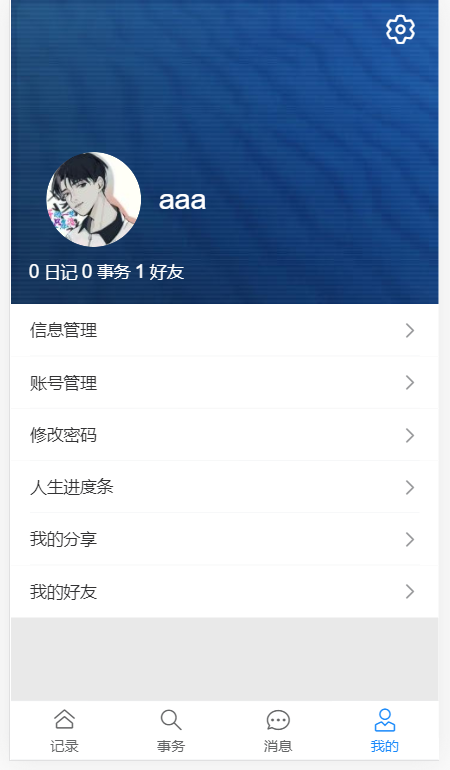 aaa
0 日记 0 事务 1 好友
信息管理
账号管理
修改密码
人生进度条
我的分享
我的好友
记录 事务 消息 我的